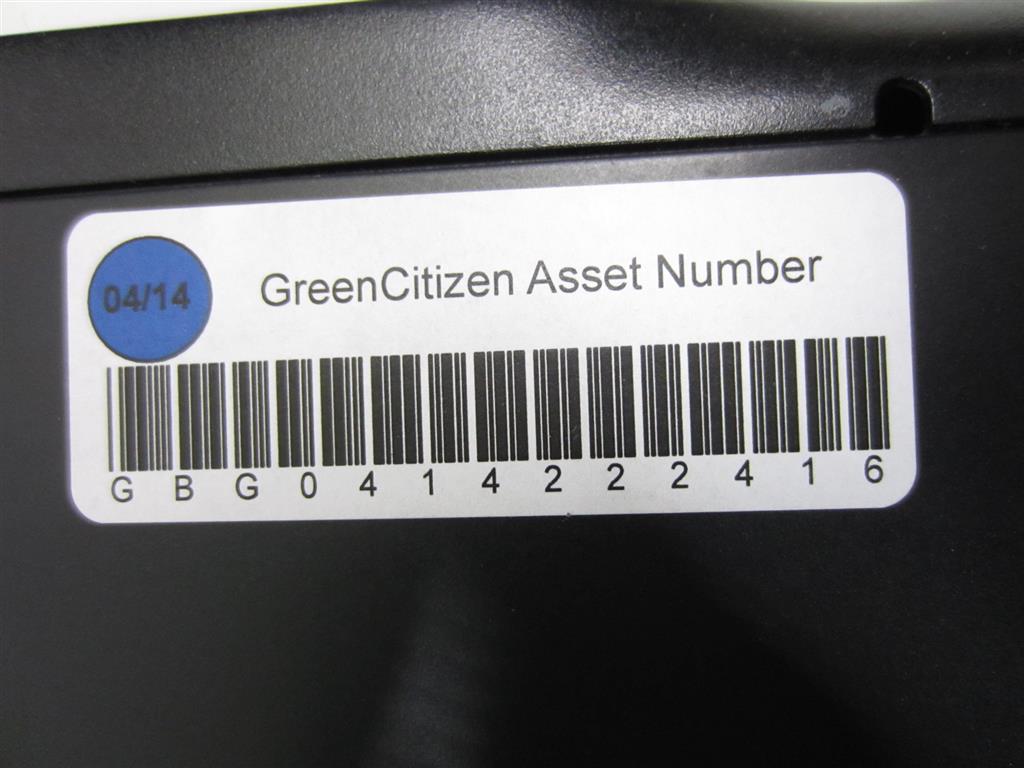 04/14
GreenCitizen Asset Number
G B G 0 4 1 4 2 2 2 4 1 6